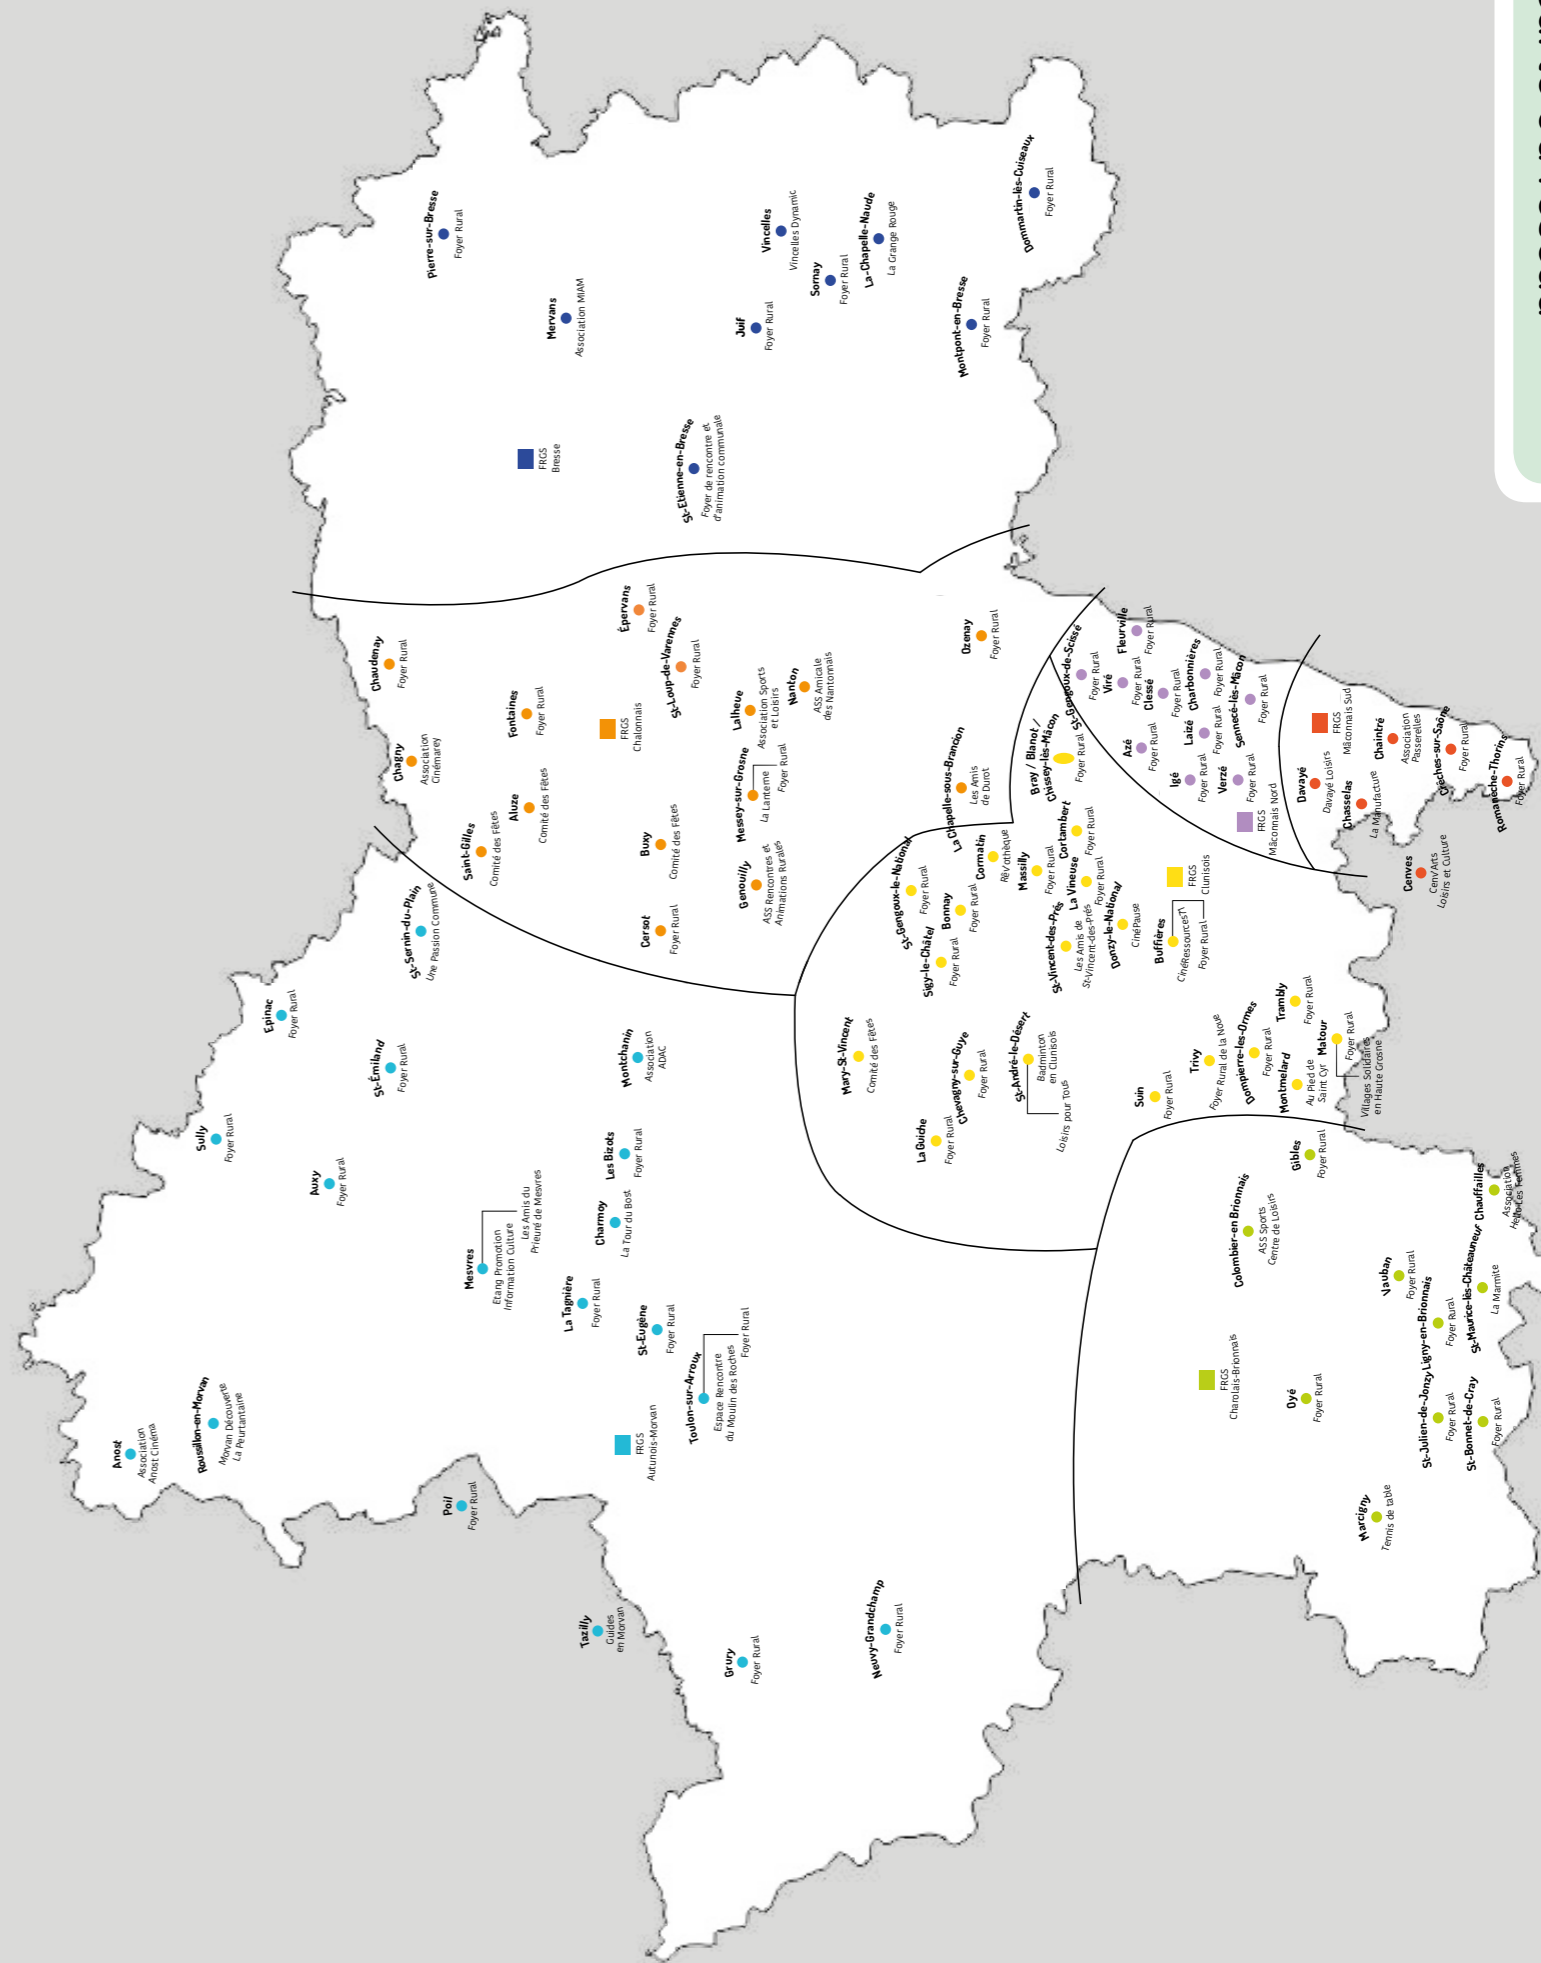 Anost
Association
Anost Cinéma
Roussillon-en-Morvan
Morvan Découverte
La Peurtantaine
Sully
Foyer Rural
Epinac
Foyer Rural
Auxy
Foyer Rural
St-Émiland
Foyer Rural
St-Sernin-du-Plain
Une Passion Commune
Poil
Foyer Rural
Mesvres
Etang Promotion
Information Culture
Les Amis du
Prieuré de Mesvres
La Tagnière
Foyer Rural
Charmoy
La Tour du Bost
Les Bizots
Foyer Rural
Montchanin
Association
ADAC
Tazilly
Guides
en Morvan
FRGS
Autunois-Morvan
St-Eugène
Foyer Rural
Toulon-sur-Arroux
Espace Rencontre
du Moulin des Roches
Foyer Rural
Grury
Foyer Rural
Neuvy-Grandchamp
Foyer Rural
Chagny
Association
Cinémarey
Chaudenay
Foyer Rural
Saint-Gilles
Comité des Fêtes
Aluze
Comité des Fêtes
Fontaines
Foyer Rural
FRGS
Chalonnais
Épervans
Foyer Rural
St-Loup-de-Varennes
Foyer Rural
Cersot
Foyer Rural
Buxy
Comité des Fêtes
Genouilly
ASS Rencontres et
Animations Rurales
Messey-sur-Grosne
La Lanterne
Foyer Rural
Lalheue
Association Sports
et Loisirs
Nanton
ASS Amicale
des Nantonnais
La Chapelle-sous-Brancion
Les Amis
de Durot
Ozenay
Foyer Rural
Pierre-sur-Bresse
Foyer Rural
Mervans
Association MIAM
FRGS
Bresse
St-Etienne-en-Bresse
Foyer de rencontre et
d'animation communale
Juif
Foyer Rural
Vincelles
Vincelles Dynamic
Sornay
Foyer Rural
La-Chapelle-Naude
La Grange Rouge
Montpont-en-Bresse
Foyer Rural
Dommartin-lès-Cuiseaux
Foyer Rural
Mary-St-Vincent
Comité des Fêtes
La Guiche
Foyer Rural
Chevagny-sur-Guye
Foyer Rural
Sigy-le-Châtel
Foyer Rural
St-Gengoux-le-National
Foyer Rural
Bonnay
Foyer Rural
Cormatin
Rêv'othèque
St-André-le-Désert
Badminton
en Clunisois
Loisirs pour Tous
Massilly
Foyer Rural
St-Vincent-des-Prés
Les Amis de
St-Vincent-des-Prés
La Vineuse
Foyer Rural
Cortambert
Foyer Rural
Bray / Blanot /
Chissey-lès-Mâcon
Foyer Rural
Donzy-le-National
CinéPause
Buffières
CinéRessources71
Foyer Rural
FRGS
Clunisois
Suin
Foyer Rural
Trivy
Foyer Rural de la Noue
Dompierre-les-Ormes
Foyer Rural
Trambly
Foyer Rural
Montmelard
Au Pied de
Saint Cyr
Matour
Foyer Rural
Villages Solidaires
en Haute Grosne
St-Gengoux-de-Scissé
Foyer Rural
Viré
Foyer Rural
Fleurville
Foyer Rural
Clessé
Foyer Rural
Azé
Foyer Rural
Charbonnières
Foyer Rural
Laizé
Foyer Rural
Igé
Foyer Rural
Verzé
Foyer Rural
Sennecé-lès-Mâcon
Foyer Rural
FRGS
Mâconnais Nord
FRGS
Mâconnais Sud
Davayé
Davayé Loisirs
Chasselas
La Manufacture
Chaintré
Association
Passerelles
Crèches-sur-Saône
Foyer Rural
Romanèche-Thorins
Foyer Rural
Cenves
Cenv'Arts
Loisirs et Culture
FRGS
Charolais-Brionnais
Colombier-en Brionnais
ASS Sports
Centre de Loisirs
Gibles
Foyer Rural
Oyé
Foyer Rural
Vauban
Foyer Rural
Marcigny
Tennis de table
St-Julien-de-Jonzy
Foyer Rural
Ligny-en-Brionnais
Foyer Rural
St-Bonnet-de-Cray
Foyer Rural
St-Maurice-lès-Châteauneuf
La Marmite
Chauffailles
Association
Hello Les Femmes